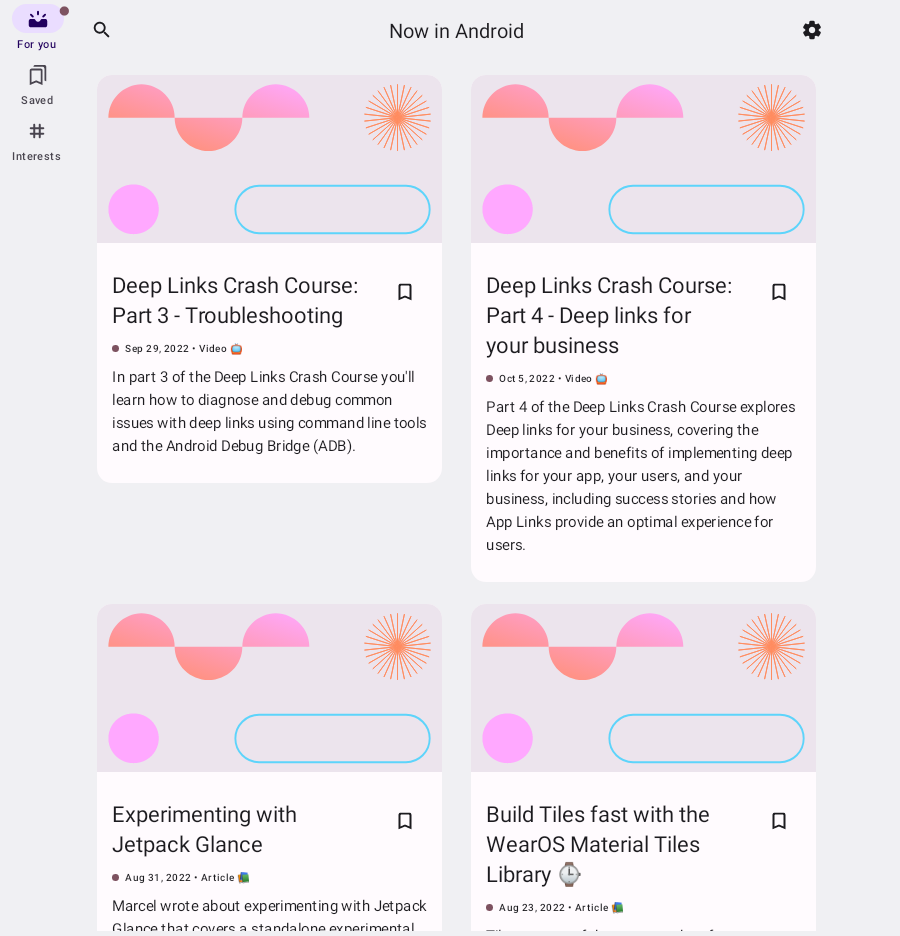 Now in Android
For you
Saved
Interests
Deep Links Crash Course:
Part 3 - Troubleshooting
Sep 29, 2022 • Video 📺
In part 3 of the Deep Links Crash Course you'll
learn how to diagnose and debug common
issues with deep links using command line tools
and the Android Debug Bridge (ADB).
Deep Links Crash Course:
Part 4 - Deep links for
your business
Oct 5, 2022 • Video 📺
Part 4 of the Deep Links Crash Course explores
Deep links for your business, covering the
importance and benefits of implementing deep
links for your app, your users, and your
business, including success stories and how
App Links provide an optimal experience for
users.
Experimenting with
Jetpack Glance
Aug 31, 2022 • Article 📚
Marcel wrote about experimenting with Jetpack
Glance that covers a standalone experimental
Build Tiles fast with the
WearOS Material Tiles
Library ⌚
Aug 23, 2022 • Article 📚